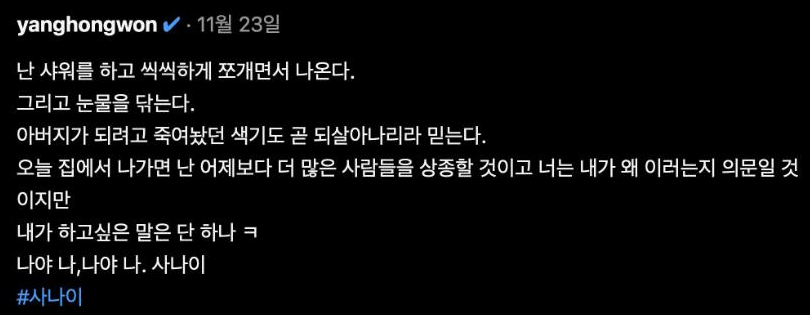 yanghongwon ✔ · 11월 23일
난 샤워를 하고 씩씩하게 쪼개면서 나온다.
그리고 눈물을 닦는다.
아버지가 되려고 죽여놨던 색기도 곧 되살아나리라 믿는다.
오늘 집에서 나가면 난 어제보다 더 많은 사람들을 상종할 것이고 너는 내가 왜 이러는지 의문일 것
이지만
내가 하고싶은 말은 단 하나 ㅋ
나야 나,나야 나. 사나이
#사나이